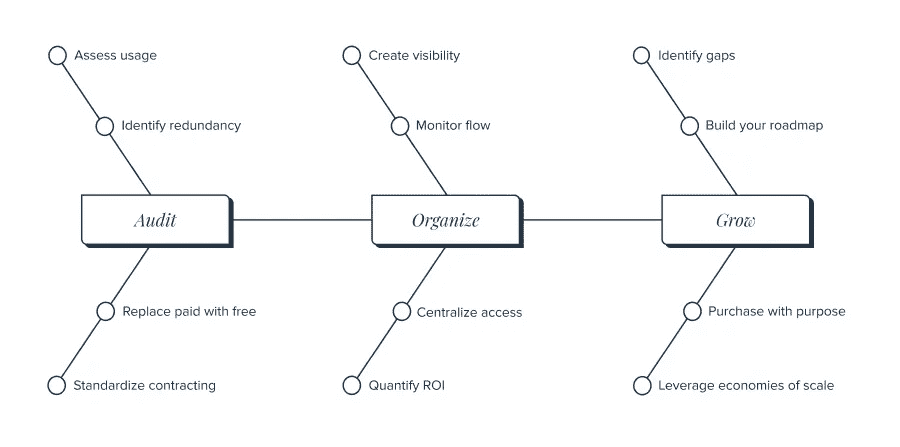 Assess usage
Create visibility
Identify gaps
Identify redundancy
Monitor flow
Build your roadmap
Audit
Organize
Grow
Replace paid with free
Centralize access
Purchase with purpose
Standardize contracting
Quantify ROI
Leverage economies of scale